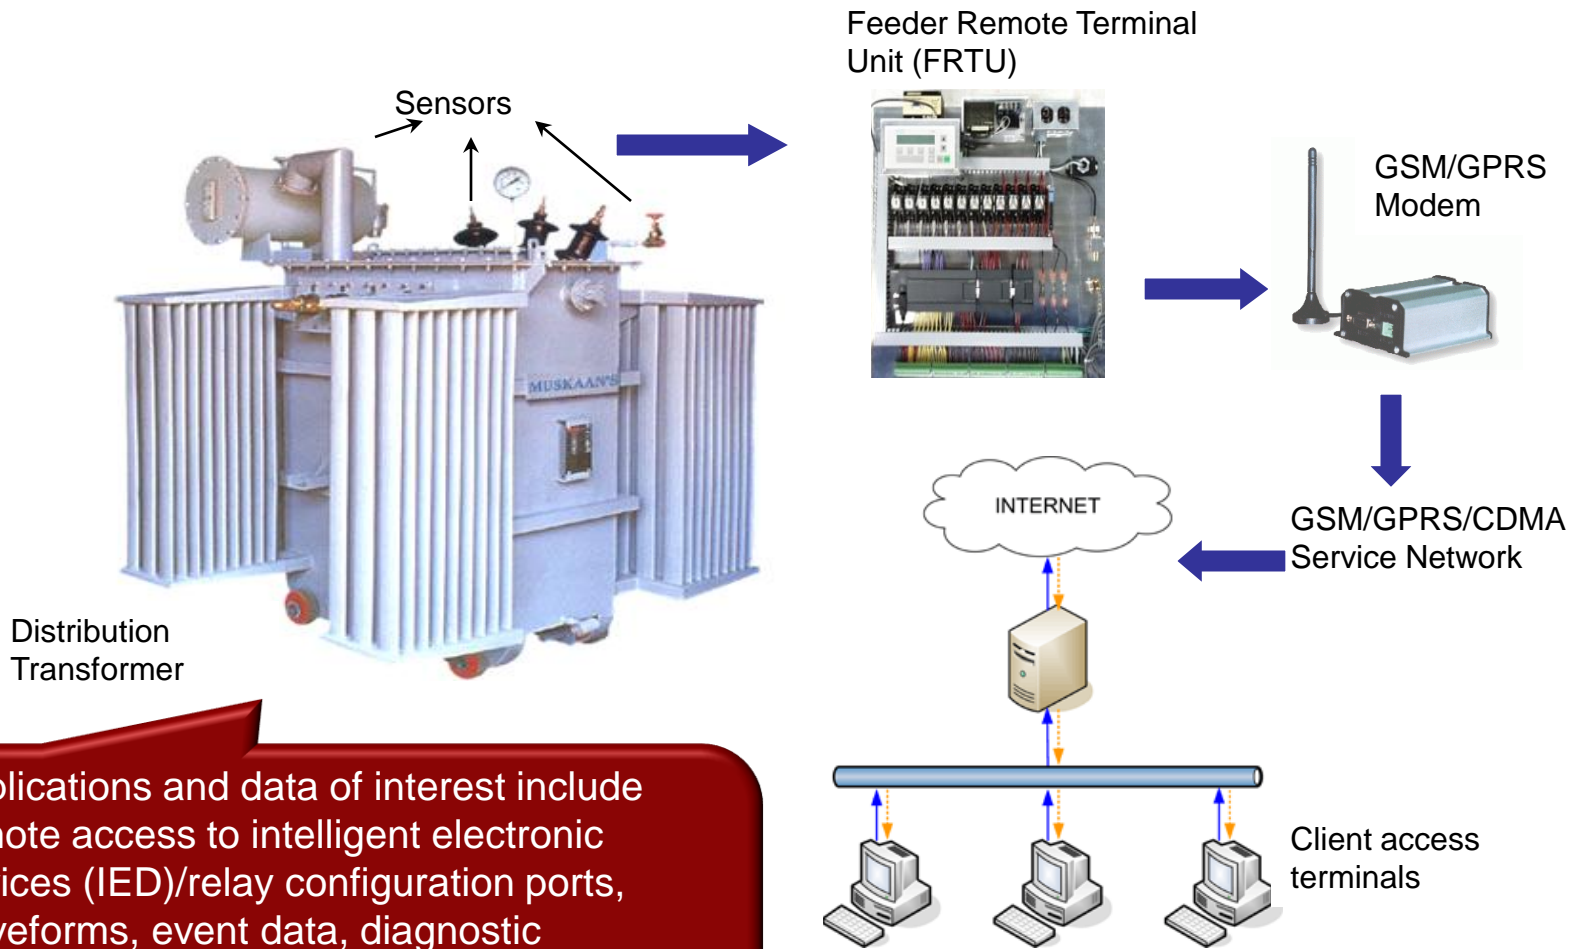 Feeder Remote Terminal
Unit (FRTU)
Sensors
GSM/GPRS
Modem
MUSKAAN'S
INTERNET
GSM/GPRS/CDMA
Service Network
Distribution
Transformer
plications and data of interest include
note access to intelligent electronic
vices (IED)/relay configuration ports,
veforms, event data, diagnostic
Client access
terminals